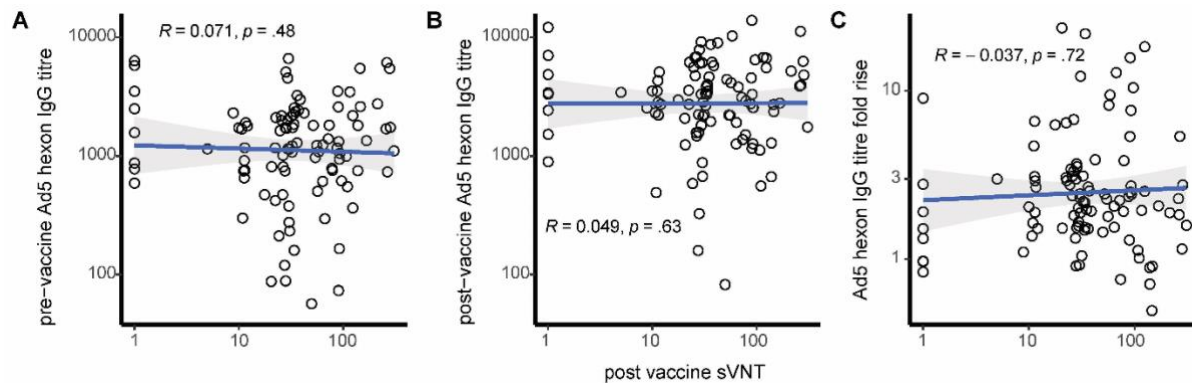 A
R = 0.071, p = .48
pre-vaccine Ad5 hexon IgG titre
10000
1000
100
1
10
100
B
R = 0.049, p = .63
post-vaccine Ad5 hexon IgG titre
10000
1000
100
1
10
100
post vaccine sVNT
C
R = − 0.037, p = .72
Ad5 hexon IgG titre fold rise
10
3
1
1
10
100